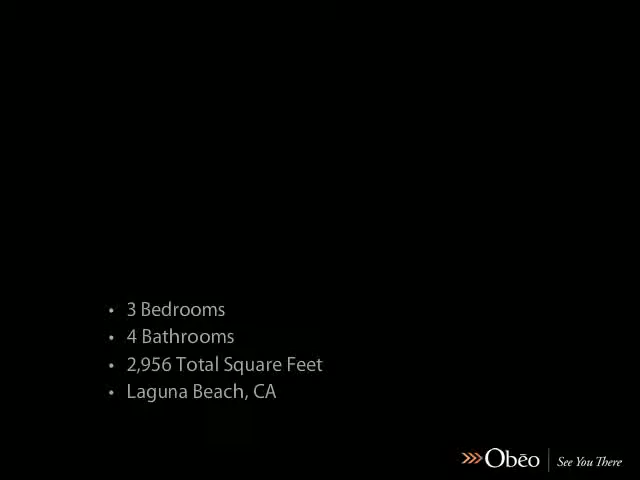 • 3 Bedrooms
• 4 Bathrooms
• 2,956 Total Square Feet
• Laguna Beach, CA
Obēo | See You There